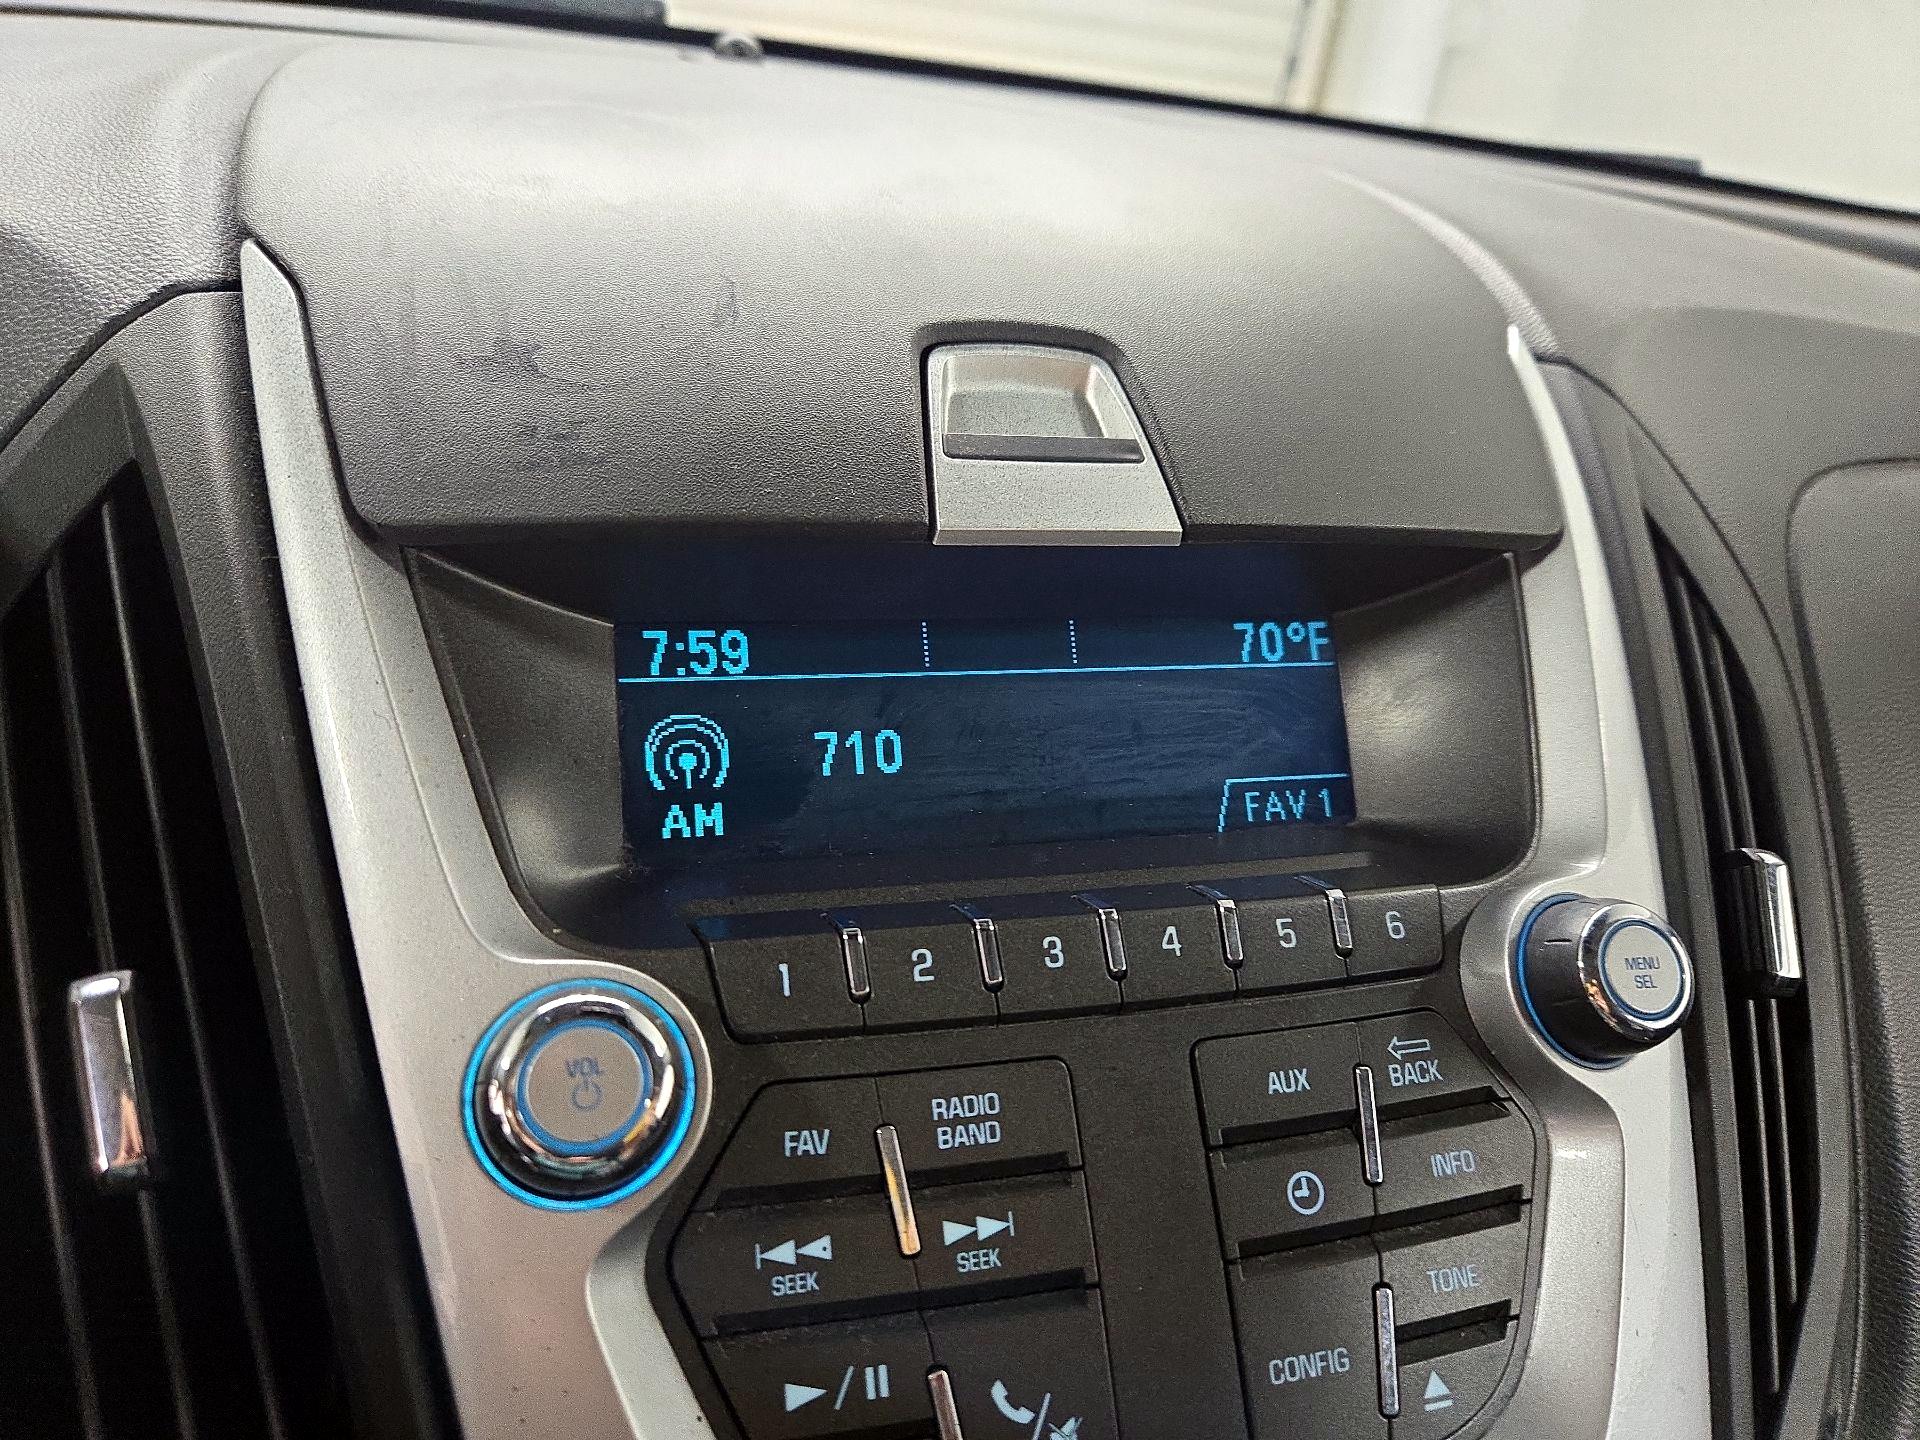 7:59 70°F
710
AM
FAV 1
1 2 3 4 5 6
MENU
SEL
VOL
AUX BACK
FAV RADIO
BAND
INFO
SEEK SEEK
TONE
CONFIG